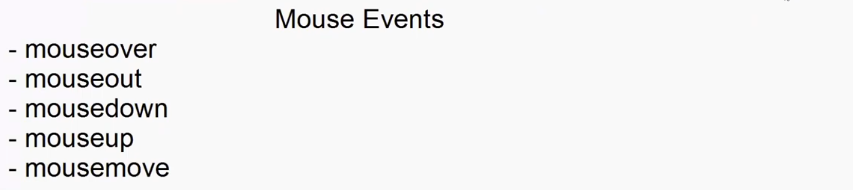 Mouse Events
- mouseover
- mouseout
- mousedown
- mouseup
- mousemove